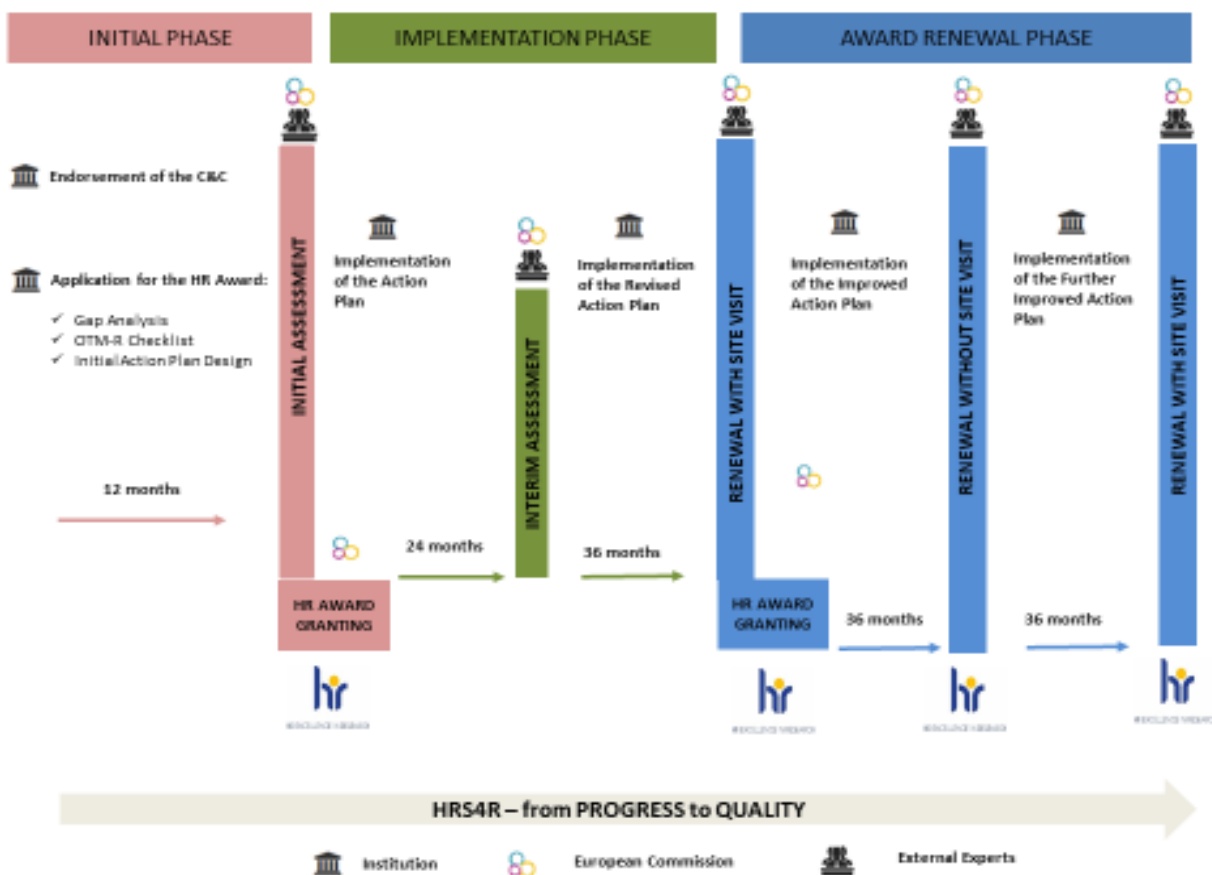 INITIAL PHASE
IMPLEMENTATION PHASE
AWARD RENEWAL PHASE
Endorsement of the C&C
Application for the HR Award:
✓ Gap Analysis
✓ OTM-R Checklist
✓ Initial Action Plan Design
12 months
INITIAL ASSESSMENT
HR AWARD
GRANTING
hr
Implementation
of the Action
Plan
24 months
INTERIM ASSESSMENT
Implementation
of the Revised
Action Plan
36 months
RENEWAL WITH SITE VISIT
HR AWARD
GRANTING
hr
Implementation
of the Improved
Action Plan
36 months
RENEWAL WITHOUT SITE VISIT
hr
Implementation
of the Further
Improved Action
Plan
36 months
RENEWAL WITH SITE VISIT
hr
HRS4R – from PROGRESS to QUALITY
Institution
European Commission
External Experts